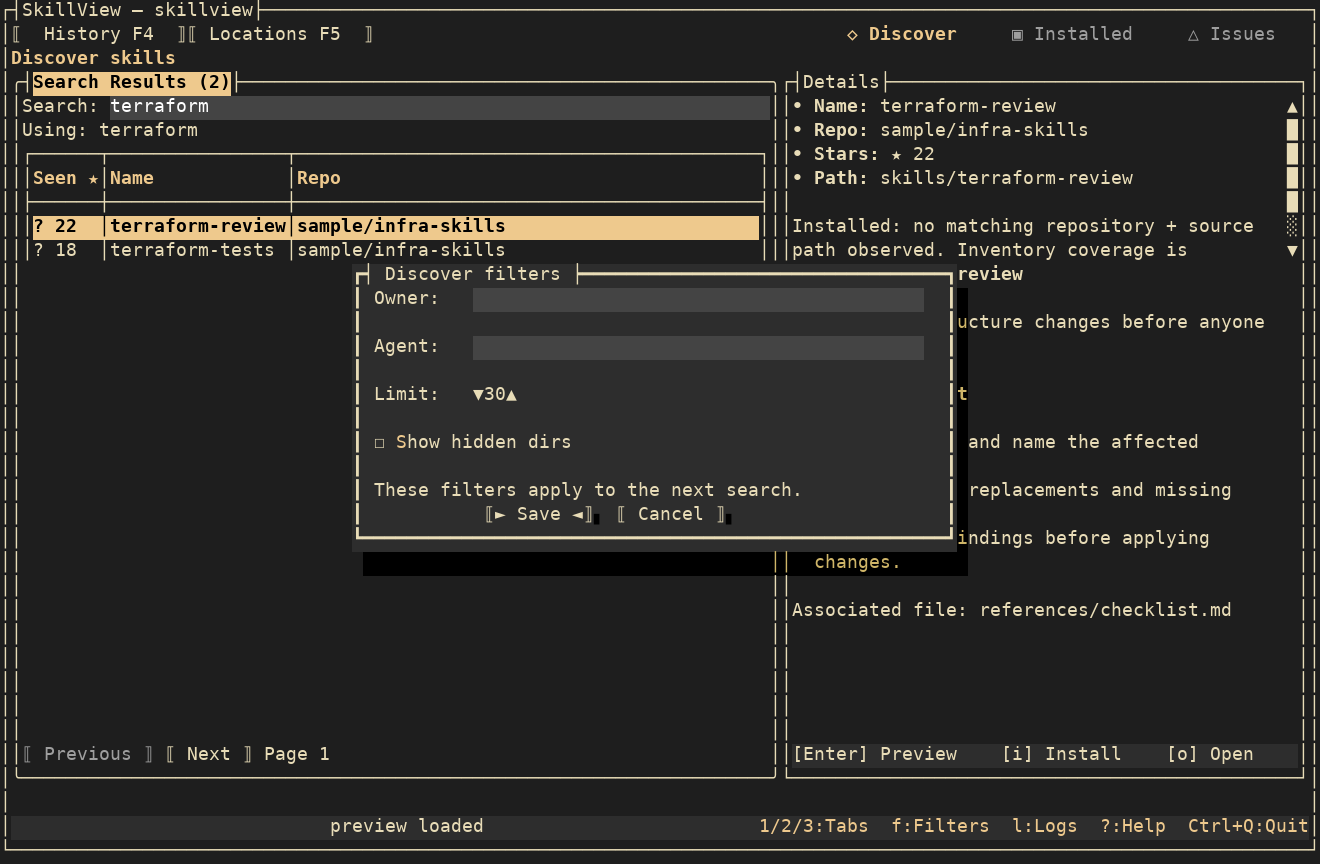 SkillView — skillview
History F4 Locations F5 ◇ Discover ▣ Installed △ Issues
Discover skills
Search Results (2)
Search: terraform
Using: terraform
Seen ★ Name Repo
? 22 terraform-review sample/infra-skills
? 18 terraform-tests sample/infra-skills
Details
• Name: terraform-review
• Repo: sample/infra-skills
• Stars: ★ 22
• Path: skills/terraform-review
Installed: no matching repository + source
path observed. Inventory coverage is
review
ucture changes before anyone
t
and name the affected
replacements and missing
indings before applying
changes.
Associated file: references/checklist.md
Discover filters
Owner:
Agent:
Limit: ▼30▲
☐ Show hidden dirs
These filters apply to the next search.
► Save ◄ Cancel
Previous Next Page 1
[Enter] Preview [i] Install [o] Open
preview loaded 1/2/3:Tabs f:Filters l:Logs ?:Help Ctrl+Q:Quit